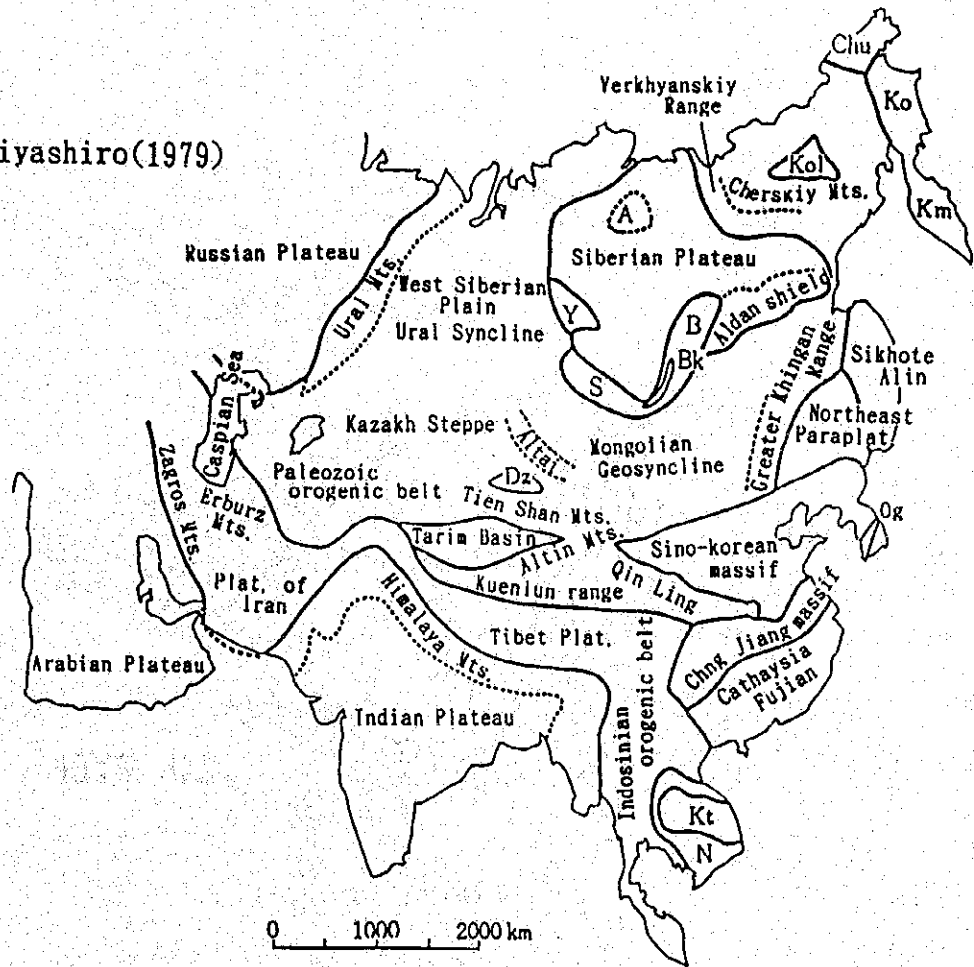 iyashiro(1979)
Chu
Ko
Km
Verkhyanskiy
Range
Kol
Cherskiy Mts.
A
Russian Plateau
Ural Mts.
West Siberian
Plain
Ural Syncline
Siberian Plateau
Y
S
B
Bk
Aldan shield
Greater Khingan
Range
Sikhote
Alin
Northeast
Paraplat.
Caspian Sea
Kazakh Steppe
Altai.
Mongolian
Geosyncline
Zagros Mts.
Erburz
Mts.
Paleozoic
orogenic belt
Dz
Tien Shan Mts.
Tarim Basin
Altin Mts.
Og
Sino-korean
massif
Plat. of
Iran
Himalaya Mts.
Kuenlun range
Qin Ling
Tibet Plat.
Chng Jiang massif
Cathaysia
Fujian
Arabian Plateau
Indian Plateau
Indosinian
orogenic belt
Kt
N
0 1000 2000 km